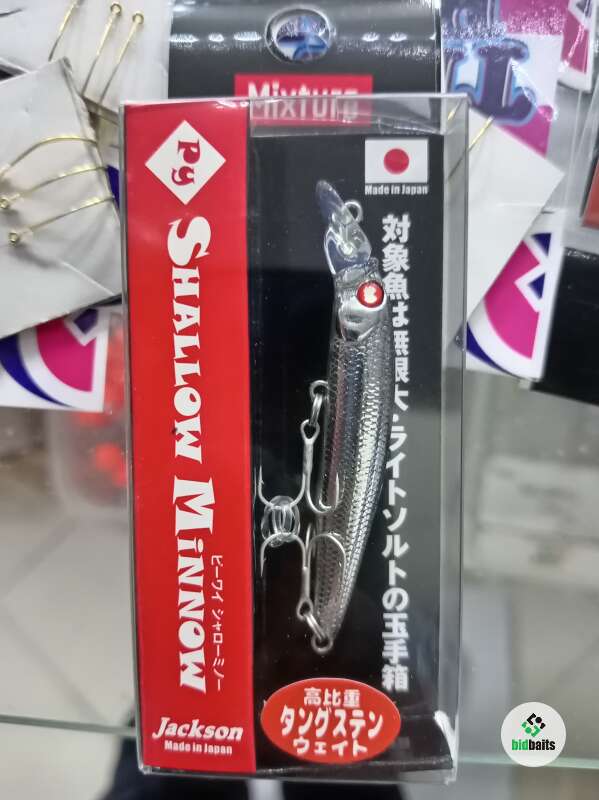 Mixture
Py
SHALLOW MiNNOW
ピーワイ シャローミノー
Jackson
Made in Japan
Made in Japan
対象魚は無限大・ライトソルトの玉手箱
高比重
タングステン
ウェイト
bidbaits